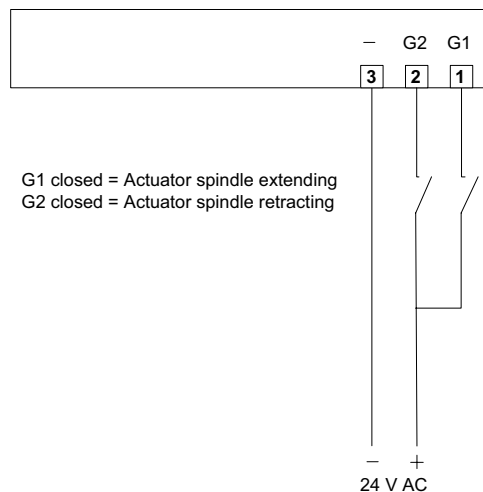 − G2 G1
3 2 1
G1 closed = Actuator spindle extending
G2 closed = Actuator spindle retracting
− +
24 V AC